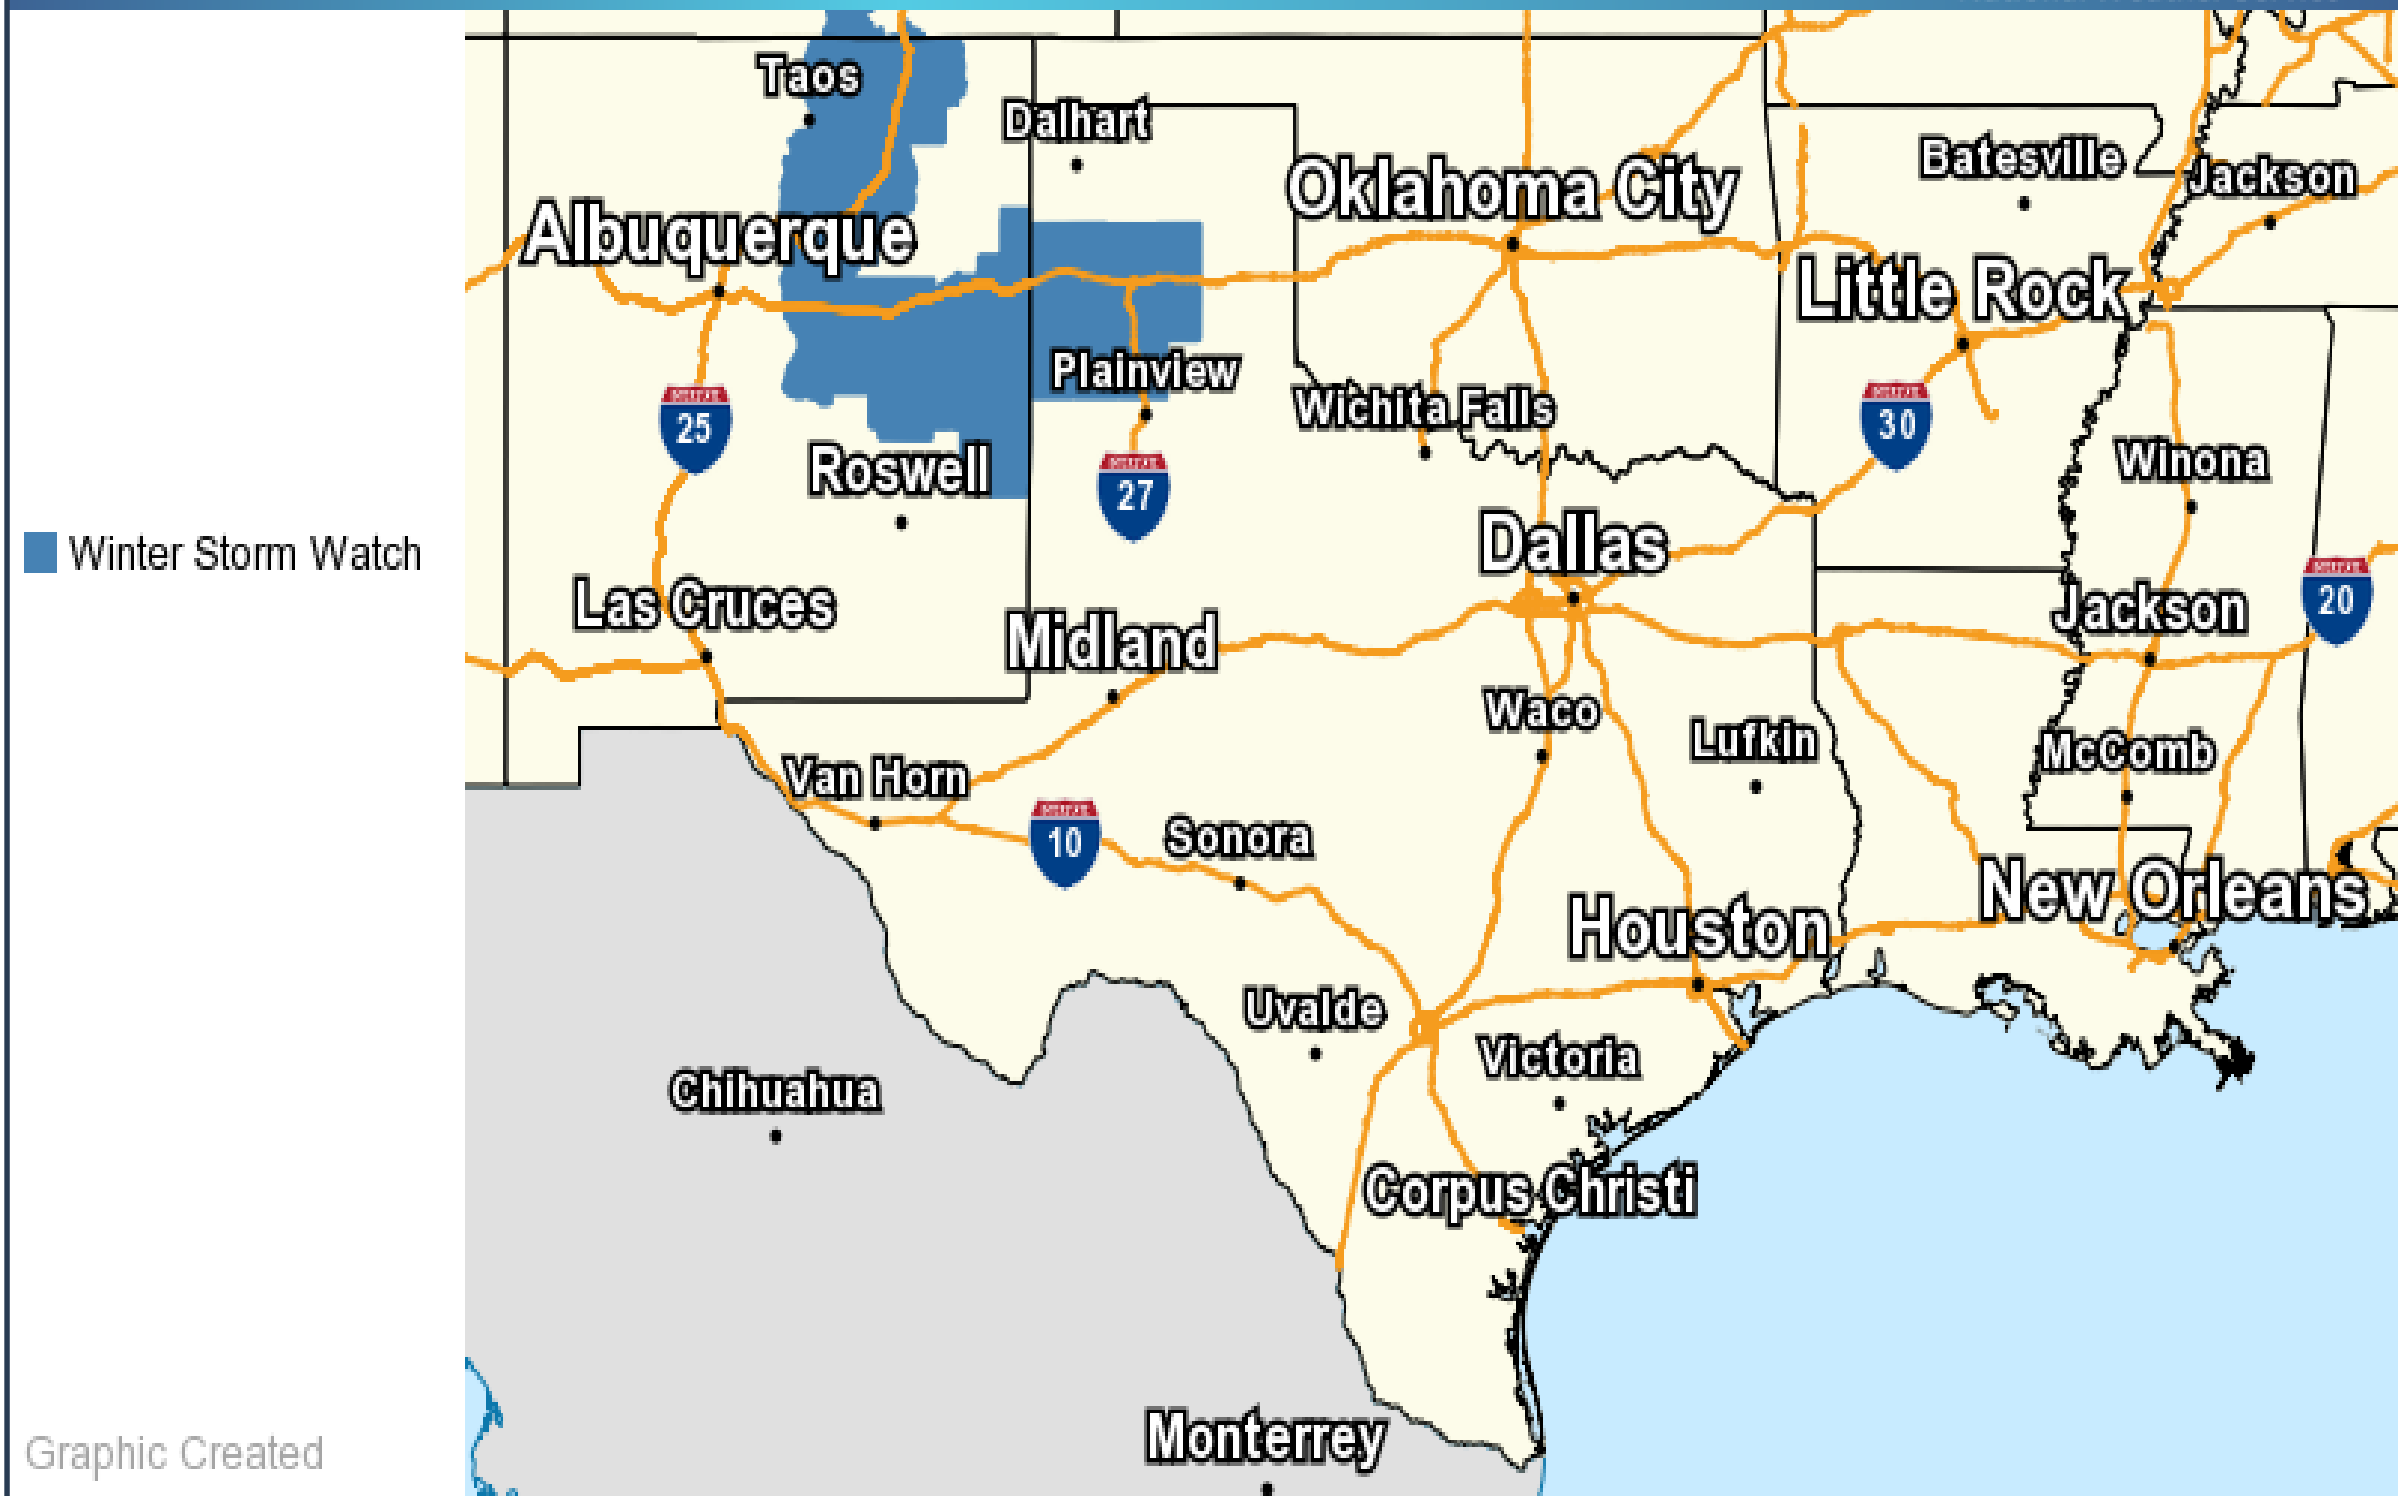 Taos
Dalhart
Batesville
Jackson
Oklahoma City
Albuquerque
Little Rock
Plainview
Wichita Falls
25
30
Winona
Roswell
27
Dallas
Winter Storm Watch
20
Las Cruces
Jackson
Midland
Waco
Lufkin
McComb
Van Horn
10
Sonora
New Orleans
Houston
Uvalde
Victoria
Chihuahua
Corpus Christi
Monterrey
Graphic Created